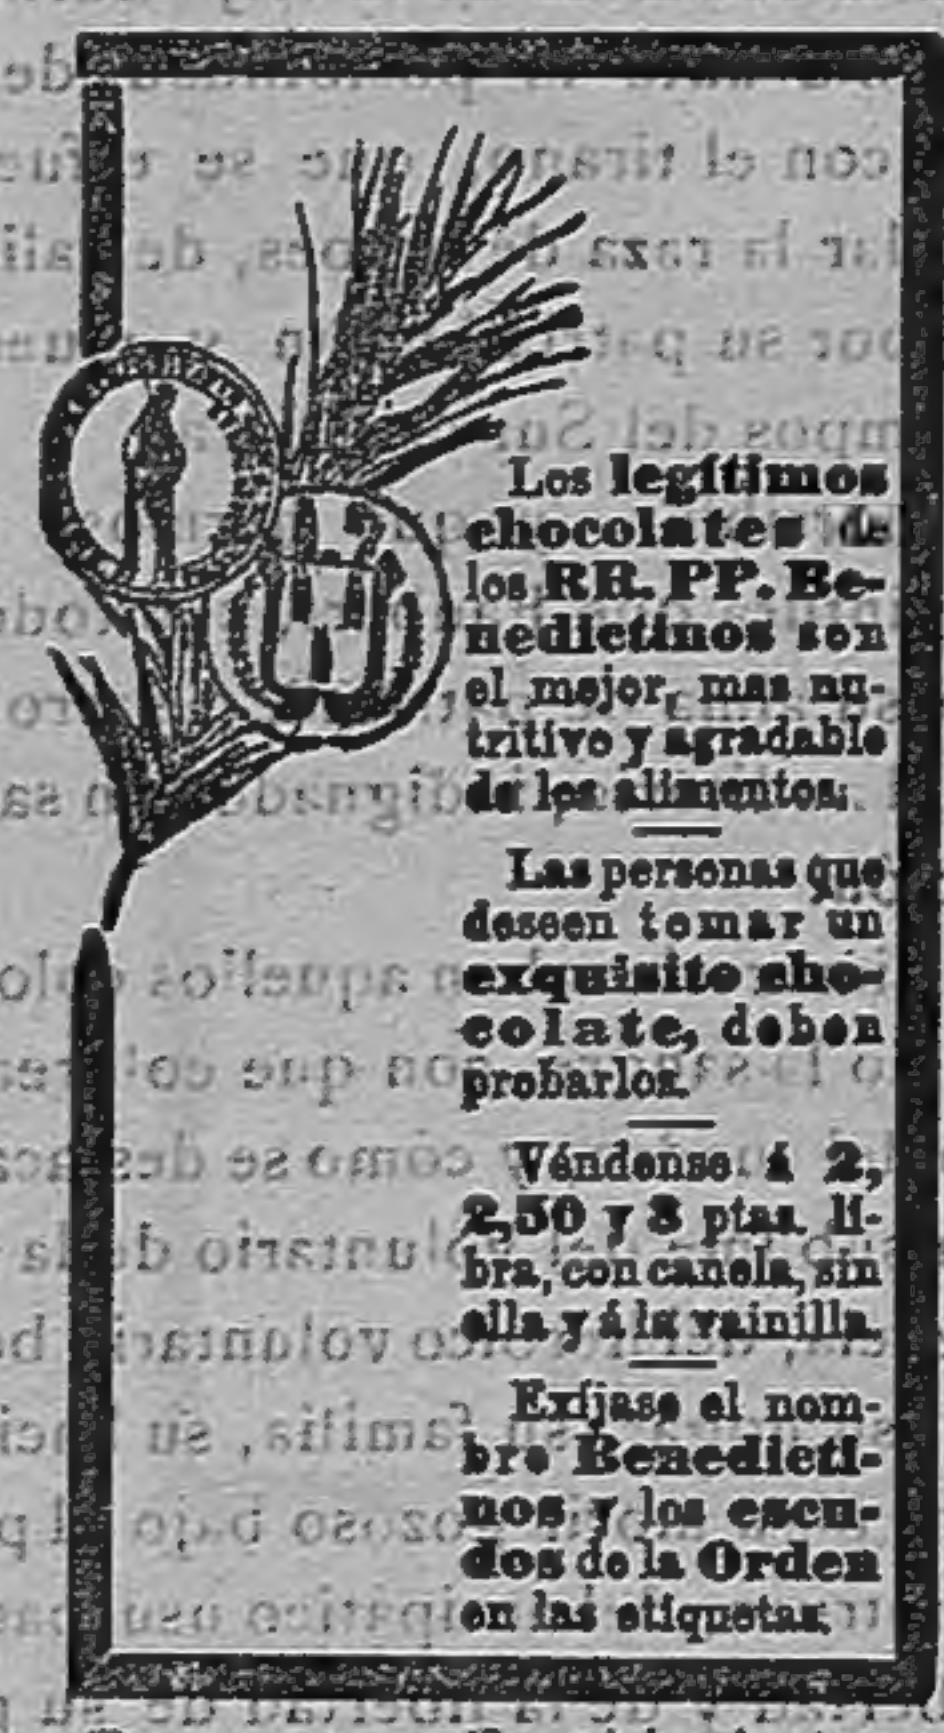 Los legítimos
chocolates de
los RR. PP. Be-
nedictinos son
el mejor, mas nu-
tritivo y agradable
de los alimentos.
Las personas que
deseen tomar un
exquisito cho-
colate, deben
probarlos.
Véndense á 2,
2,50 y 3 ptas. li-
bra, con canela, sin
ella y á la vainilla.
Exíjase el nom-
bre Benedicti-
nos y los escu-
dos de la Orden
en las etiquetas.